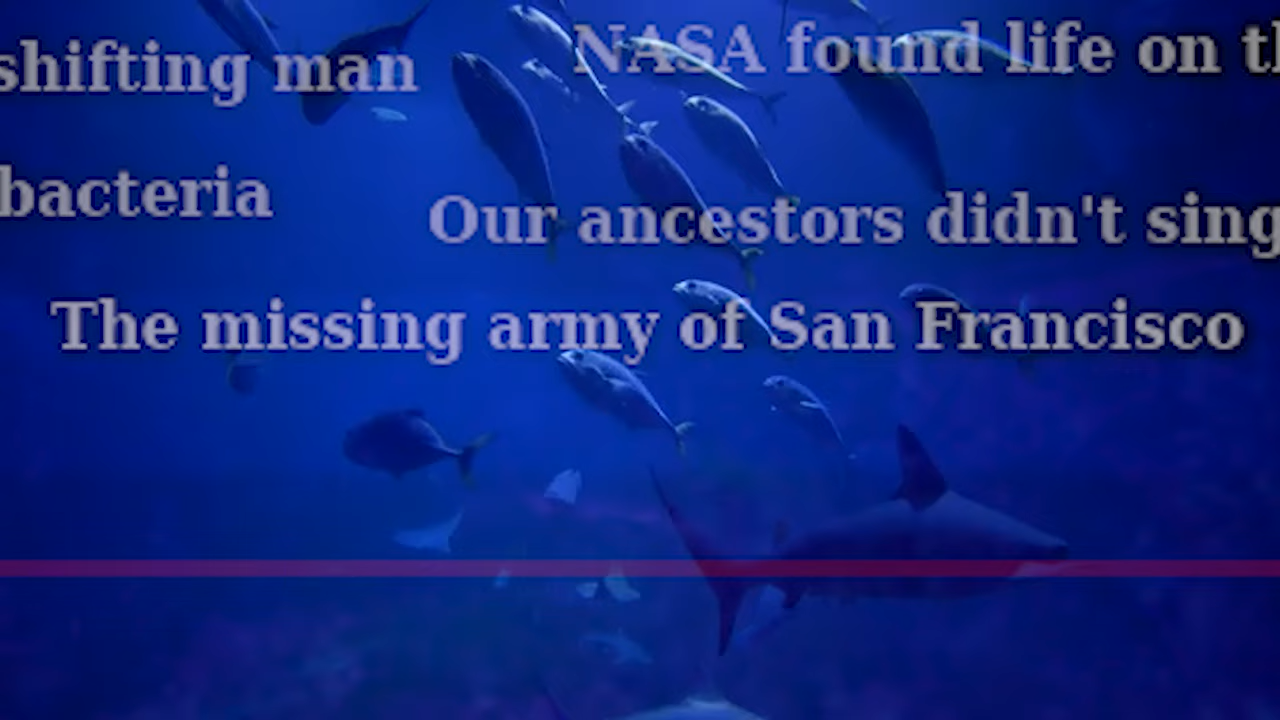 NASA found life on th
shifting man
bacteria
Our ancestors didn't sing
The missing army of San Francisco